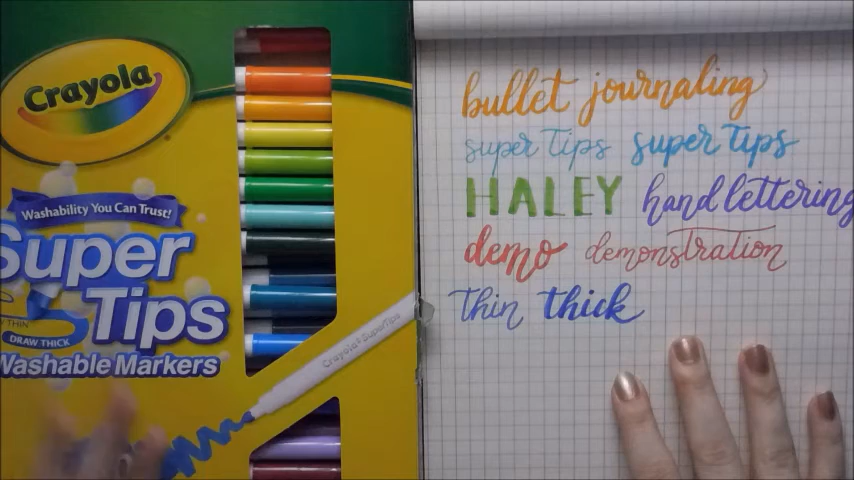 Crayola
Washability You Can Trust!
Super
Tips
THIN
DRAW THICK
Washable Markers
Crayola SuperTips
bullet journaling
super tips super tips
HALEY hand lettering
demo demonstration
thin thick